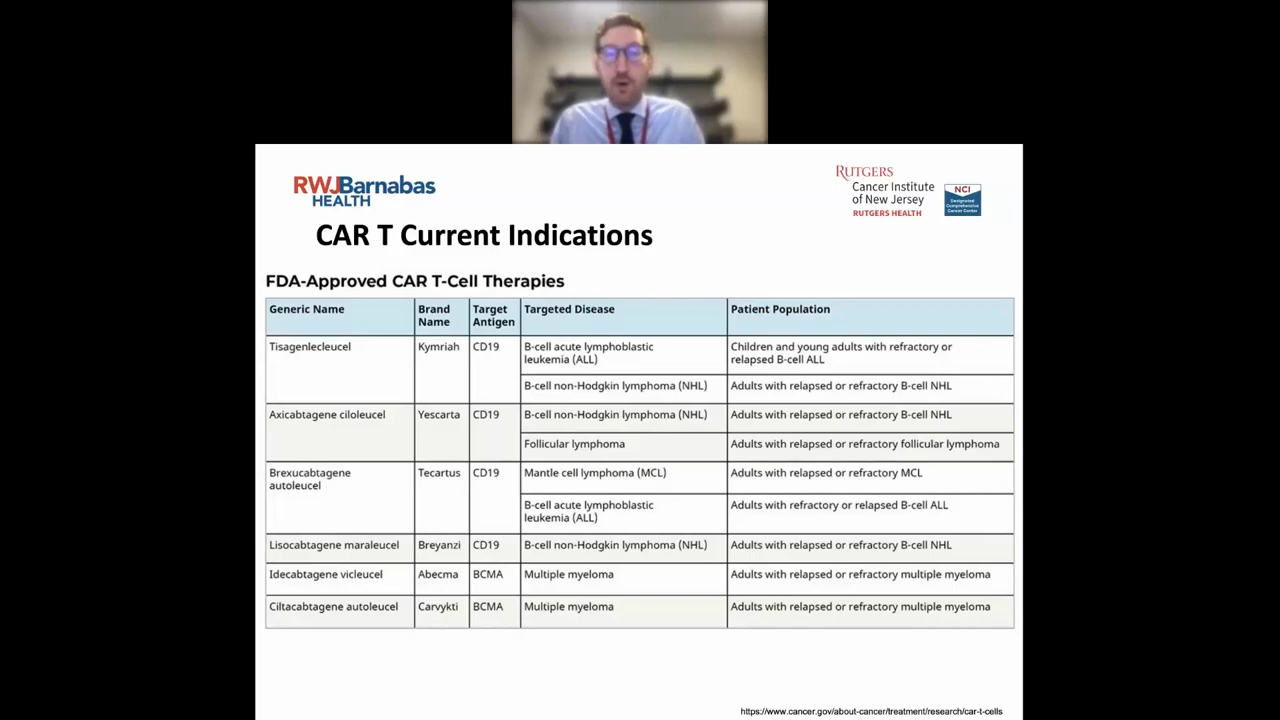 RWJBarnabas
HEALTH
RUTGERS
Cancer Institute
of New Jersey
RUTGERS HEALTH
NCI
Designated
Comprehensive
Cancer Center
CAR T Current Indications
FDA-Approved CAR T-Cell Therapies
Generic Name Brand Name Target Antigen Targeted Disease Patient Population
Tisagenlecleucel Kymriah CD19 B-cell acute lymphoblastic Children and young adults with refractory or
leukemia (ALL) relapsed B-cell ALL
B-cell non-Hodgkin lymphoma (NHL) Adults with relapsed or refractory B-cell NHL
Axicabtagene ciloleucel Yescarta CD19 B-cell non-Hodgkin lymphoma (NHL) Adults with relapsed or refractory B-cell NHL
Follicular lymphoma Adults with relapsed or refractory follicular lymphoma
Brexucabtagene Tecartus CD19 Mantle cell lymphoma (MCL) Adults with relapsed or refractory MCL
autoleucel
B-cell acute lymphoblastic Adults with refractory or relapsed B-cell ALL
leukemia (ALL)
Lisocabtagene maraleucel Breyanzi CD19 B-cell non-Hodgkin lymphoma (NHL) Adults with relapsed or refractory B-cell NHL
Idecabtagene vicleucel Abecma BCMA Multiple myeloma Adults with relapsed or refractory multiple myeloma
Ciltacabtagene autoleucel Carvykti BCMA Multiple myeloma Adults with relapsed or refractory multiple myeloma
https://www.cancer.gov/about-cancer/treatment/research/car-t-cells